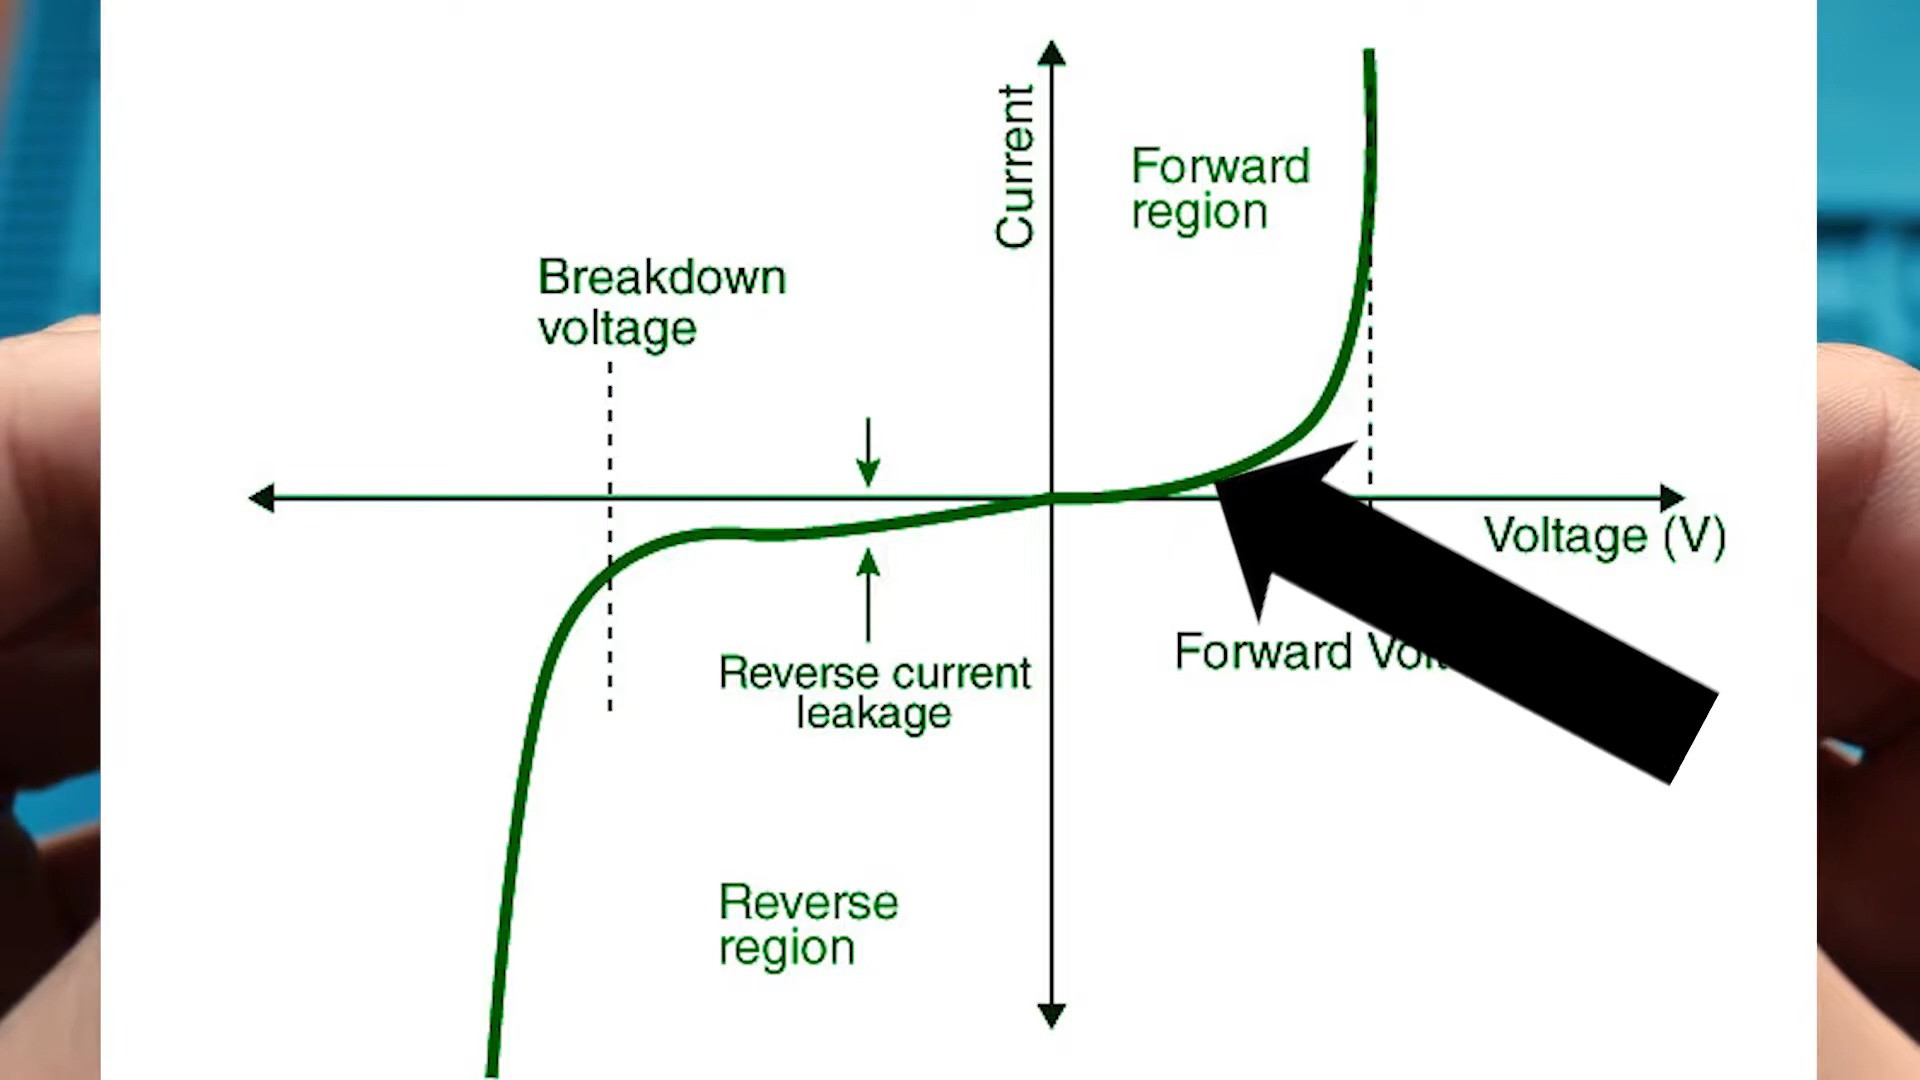 Current
Forward
region
Breakdown
voltage
Voltage (V)
Forward
Reverse current
leakage
Reverse
region